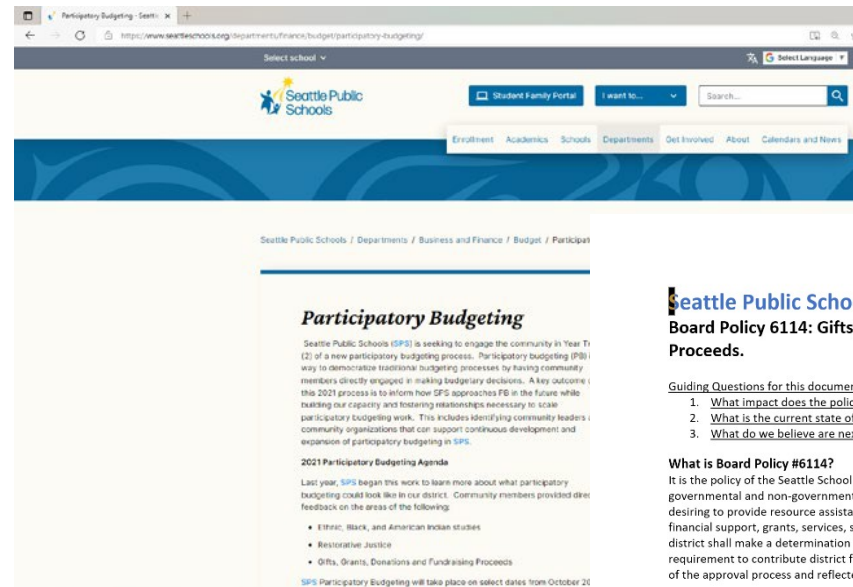 Participatory Budgeting - Seattl
https://www.seattleschools.org/departments/finance/budget/participatory-budgeting/
Select school
Select Language
Seattle Public
Schools
Student Family Portal
I want to...
Search...
Enrollment Academics Schools Departments Get Involved About Calendars and News
Seattle Public Schools / Departments / Business and Finance / Budget / Participat
Participatory Budgeting
Seattle Public Schools (SPS) is seeking to engage the community in Year T
(2) of a new participatory budgeting process. Participatory budgeting (PB)
way to democratize traditional budgeting processes by having community
members directly engaged in making budgetary decisions. A key outcome
this 2021 process is to inform how SPS approaches PB in the future while
building our capacity and fostering relationships necessary to scale
participatory budgeting work. This includes identifying community leaders
community organizations that can support continuous development and
expansion of participatory budgeting in SPS.
2021 Participatory Budgeting Agenda
Last year, SPS began this work to learn more about what participatory
budgeting could look like in our district. Community members provided direc
feedback on the areas of the following:
• Ethnic, Black, and American Indian studies
• Restorative Justice
• Gifts, Grants, Donations and Fundraising Proceeds
SPS Participatory Budgeting will take place on select dates from October 20
Seattle Public Schoo
Board Policy 6114: Gifts
Proceeds.
Guiding Questions for this documen
1. What impact does the polic
2. What is the current state of
3. What do we believe are nex
What is Board Policy #6114?
It is the policy of the Seattle School
governmental and non-government
desiring to provide resource assista
financial support, grants, services, s
district shall make a determination
requirement to contribute district f
of the approval process and reflecte